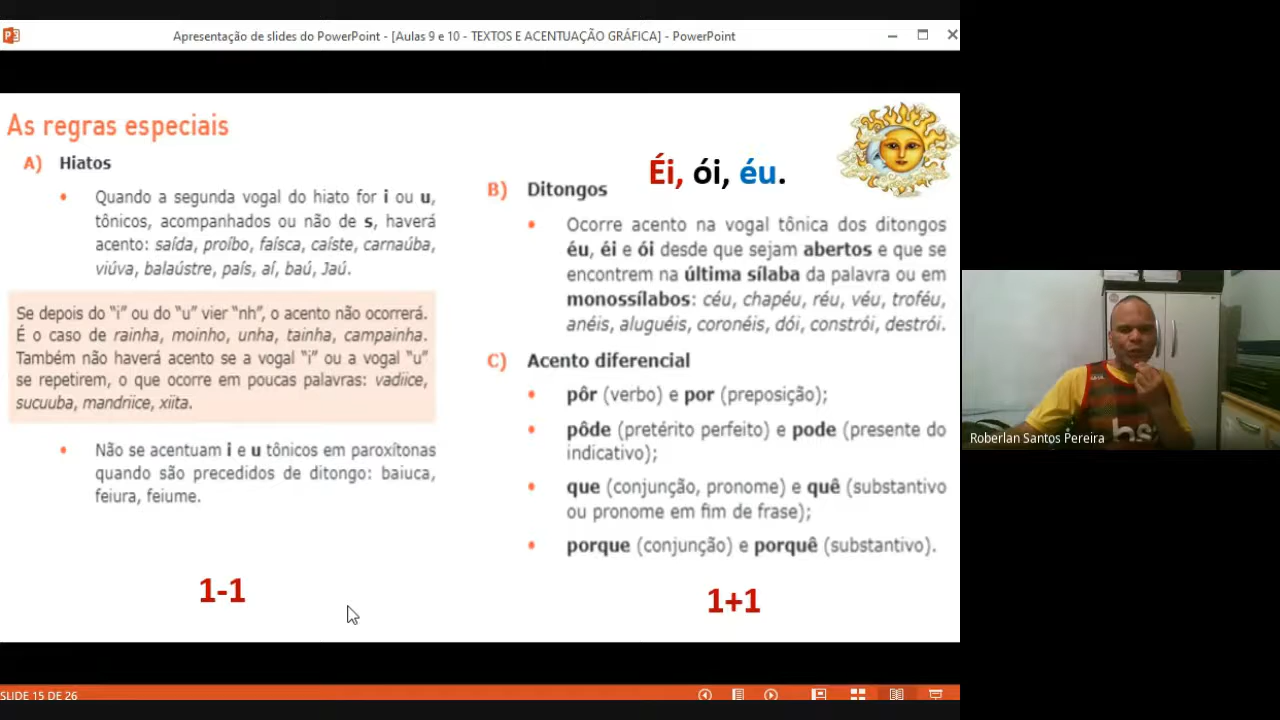 Apresentação de slides do PowerPoint - [Aulas 9 e 10 - TEXTOS E ACENTUAÇÃO GRÁFICA] - PowerPoint
As regras especiais
A) Hiatos
• Quando a segunda vogal do hiato for i ou u,
tônicos, acompanhados ou não de s, haverá
acento: saída, proíbo, faísca, caíste, carnaúba,
viúva, balaústre, país, aí, baú, Jaú.
Se depois do “i” ou do “u” vier “nh”, o acento não ocorrerá.
É o caso de rainha, moinho, unha, tainha, campainha.
Também não haverá acento se a vogal “i” ou a vogal “u”
se repetirem, o que ocorre em poucas palavras: vadiice,
sucuuba, mandriice, xiita.
• Não se acentuam i e u tônicos em paroxítonas
quando são precedidos de ditongo: baiuca,
feiura, feiume.
1-1
Éi, ói, éu.
B) Ditongos
• Ocorre acento na vogal tônica dos ditongos
éu, éi e ói desde que sejam abertos e que se
encontrem na última sílaba da palavra ou em
monossílabos: céu, chapéu, réu, véu, troféu,
anéis, aluguéis, coronéis, dói, constrói, destrói.
C) Acento diferencial
• pôr (verbo) e por (preposição);
• pôde (pretérito perfeito) e pode (presente do
indicativo);
• que (conjunção, pronome) e quê (substantivo
ou pronome em fim de frase);
• porque (conjunção) e porquê (substantivo).
1+1
Roberlan Santos Pereira
SLIDE 15 DE 26